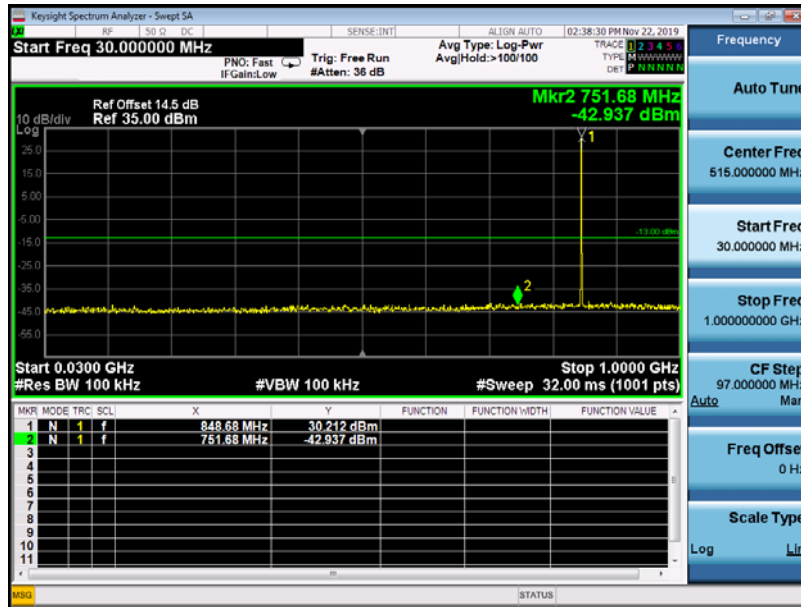 Keysight Spectrum Analyzer - Swept SA
RF 50 Ω DC SENSE:INT ALIGN AUTO 02:38:30 PM Nov 22, 2019
Start Freq 30.000000 MHz
PNO: Fast
IFGain:Low
Trig: Free Run
#Atten: 36 dB
Avg Type: Log-Pwr
Avg|Hold:>100/100
TRACE 1 2 3 4 5 6
TYPE M W W W W W
DET P N N N N N
Ref Offset 14.5 dB
Ref 35.00 dBm
10 dB/div
Log
Mkr2 751.68 MHz
-42.937 dBm
25.0
15.0
5.00
-5.00
-15.0
-25.0
-35.0
-45.0
-55.0
1
-13.00 dBm
2
Start 0.0300 GHz Stop 1.0000 GHz
#Res BW 100 kHz #VBW 100 kHz #Sweep 32.00 ms (1001 pts)
MKR MODE TRC SCL X Y FUNCTION FUNCTION WIDTH FUNCTION VALUE
1 N 1 f 848.68 MHz 30.212 dBm
2 N 1 f 751.68 MHz -42.937 dBm
3
4
5
6
7
8
9
10
11
MSG STATUS
Frequency
Auto Tune
Center Freq
515.000000 MHz
Start Freq
30.000000 MHz
Stop Freq
1.000000000 GHz
CF Step
97.000000 MHz
Auto Man
Freq Offset
0 Hz
Scale Type
Log Lin